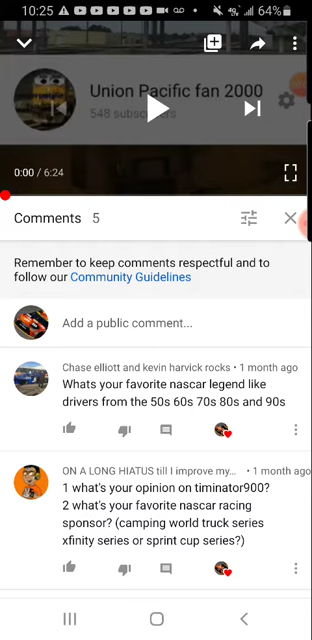 10:25 64%
Union Pacific fan 2000
548 subscribers
0:00 / 6:24
Comments 5
Remember to keep comments respectful and to
follow our Community Guidelines
Add a public comment...
Chase elliott and kevin harvick rocks • 1 month ago
Whats your favorite nascar legend like
drivers from the 50s 60s 70s 80s and 90s
ON A LONG HIATUS till I improve my... • 1 month ago
1 what's your opinion on timinator900?
2 what's your favorite nascar racing
sponsor? (camping world truck series
xfinity series or sprint cup series?)